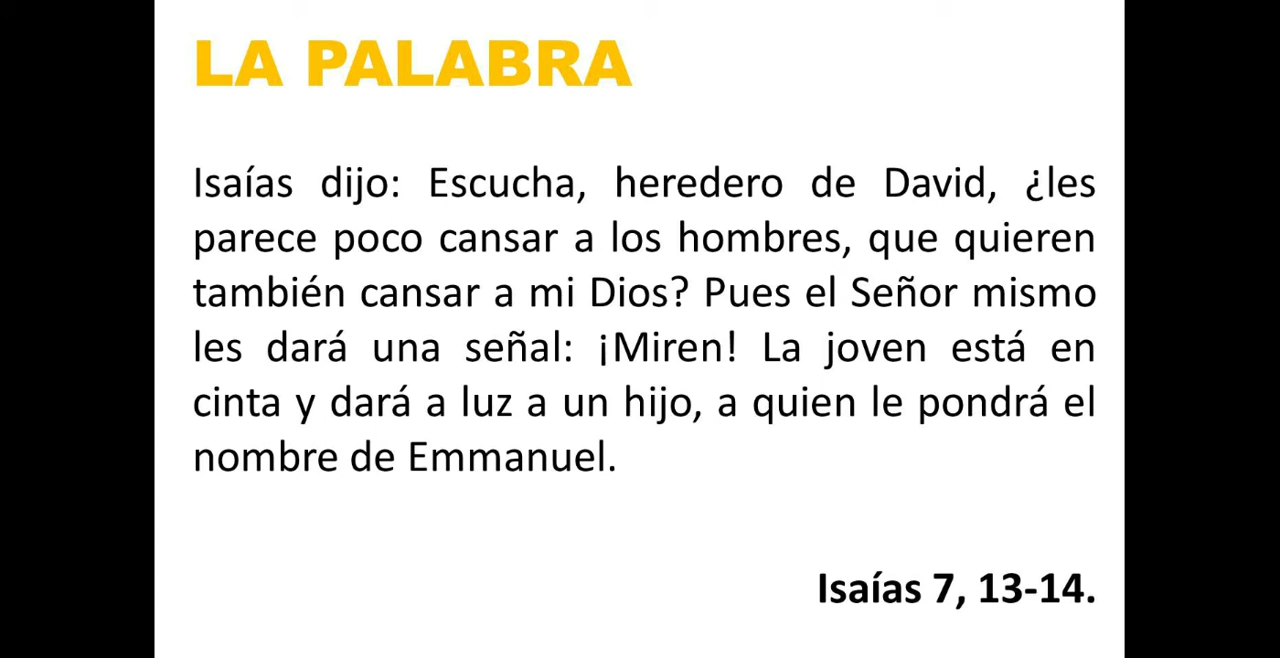 LA PALABRA
Isaías dijo: Escucha, heredero de David, ¿les
parece poco cansar a los hombres, que quieren
también cansar a mi Dios? Pues el Señor mismo
les dará una señal: ¡Miren! La joven está en
cinta y dará a luz a un hijo, a quien le pondrá el
nombre de Emmanuel.
Isaías 7, 13-14.